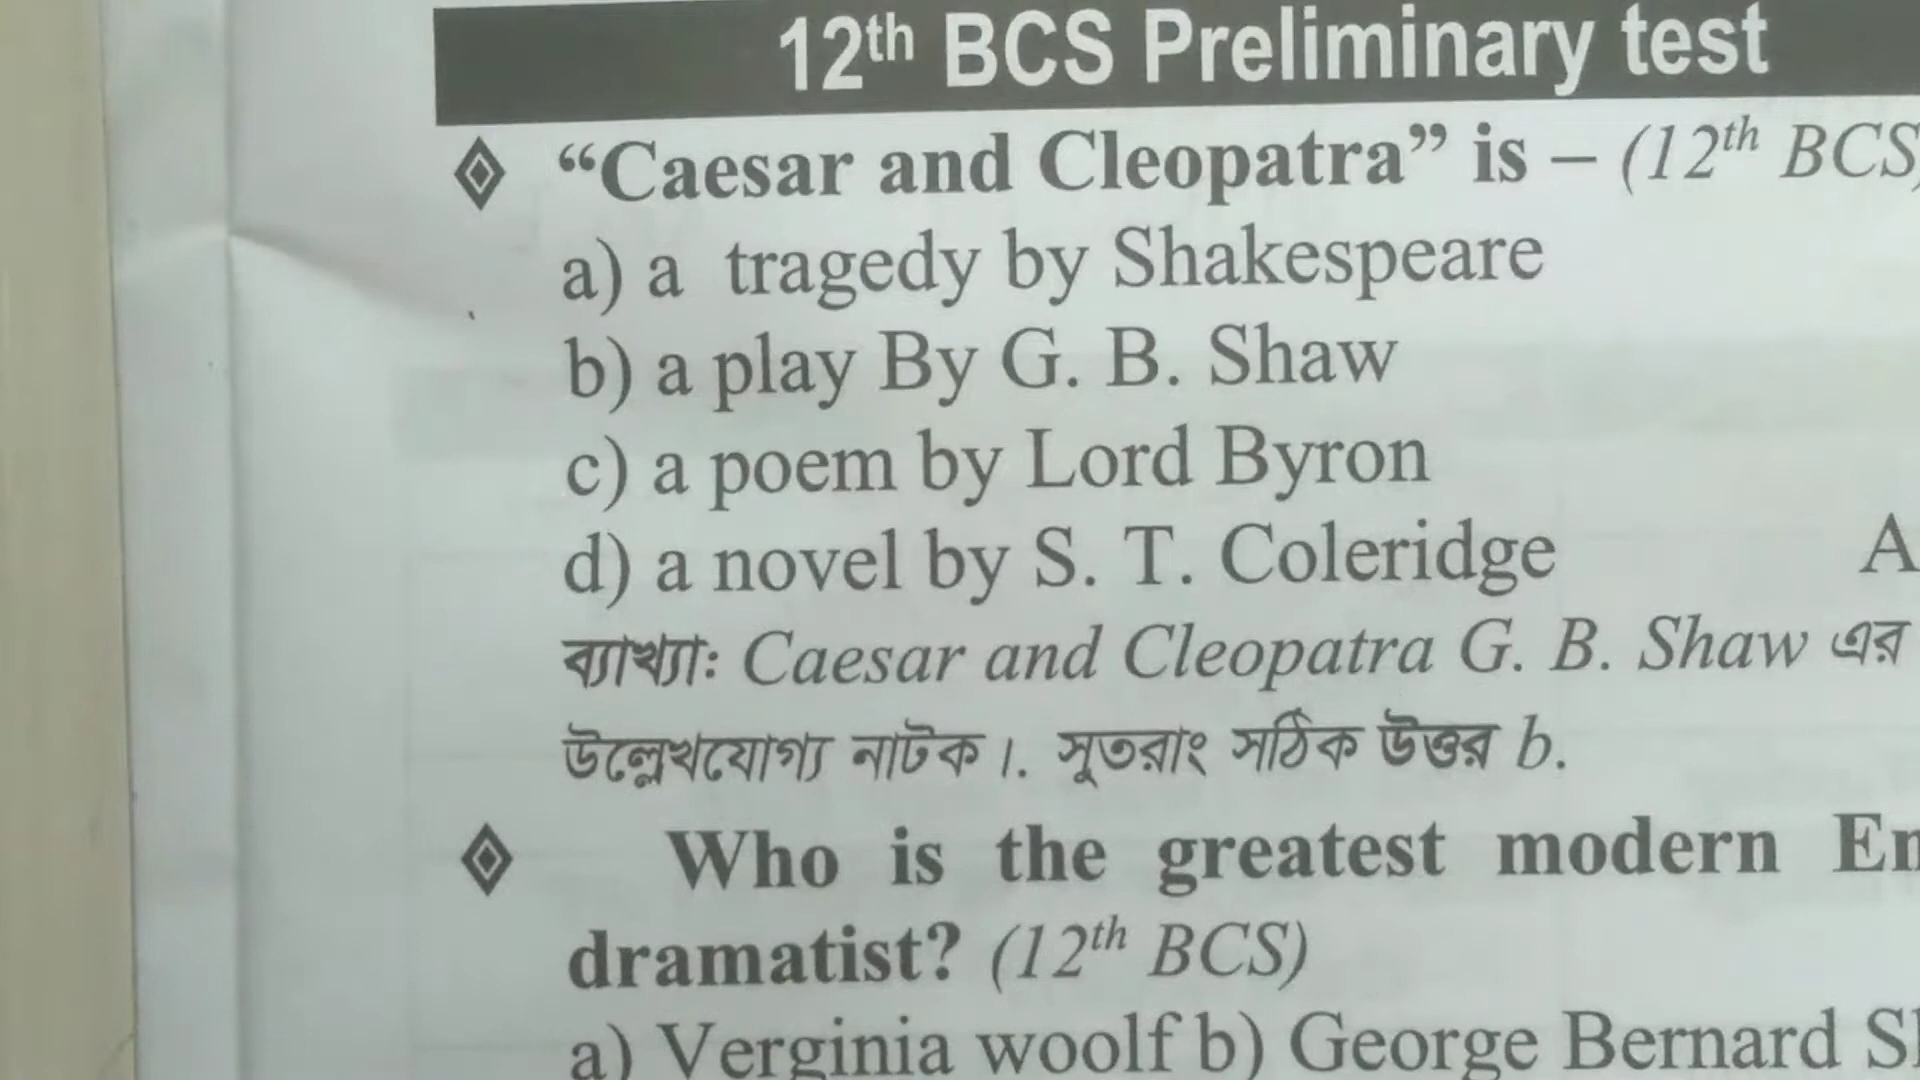 12th BCS Preliminary test
“Caesar and Cleopatra” is – (12th BCS)
a) a tragedy by Shakespeare
b) a play By G. B. Shaw
c) a poem by Lord Byron
d) a novel by S. T. Coleridge A
ব্যাখ্যা: Caesar and Cleopatra G. B. Shaw এর
উল্লেখযোগ্য নাটক।. সুতরাং সঠিক উত্তর b.
Who is the greatest modern En
dramatist? (12th BCS)
a) Verginia woolf b) George Bernard